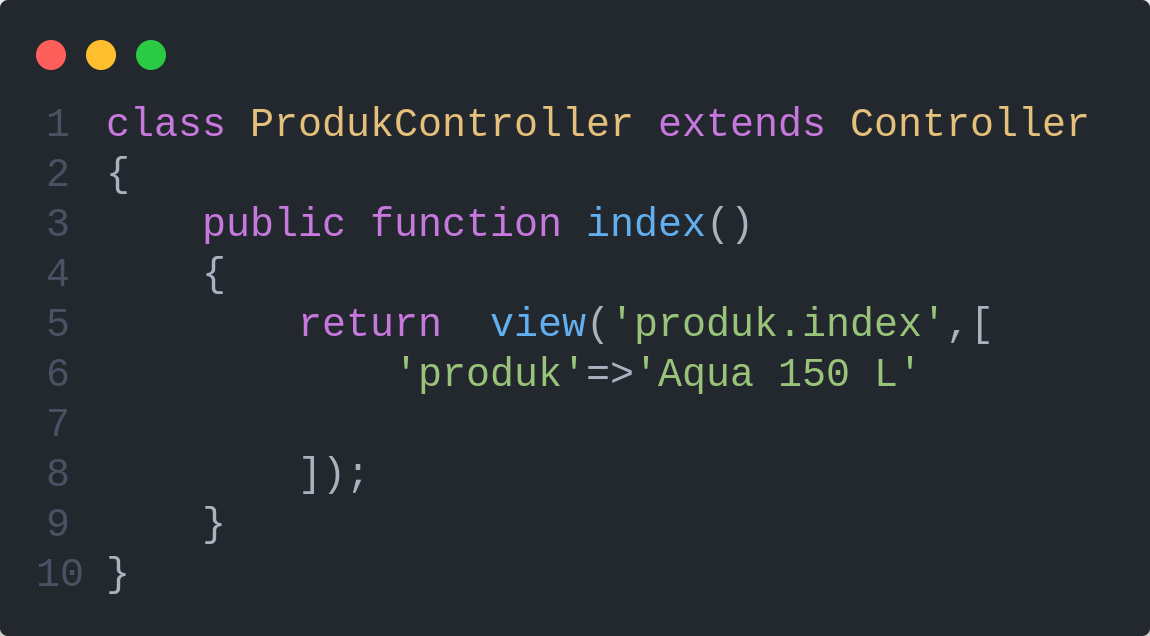 1 class ProdukController extends Controller
2 {
3     public function index()
4     {
5         return  view('produk.index',[
6             'produk'=>'Aqua 150 L'
7
8         ]);
9     }
10 }